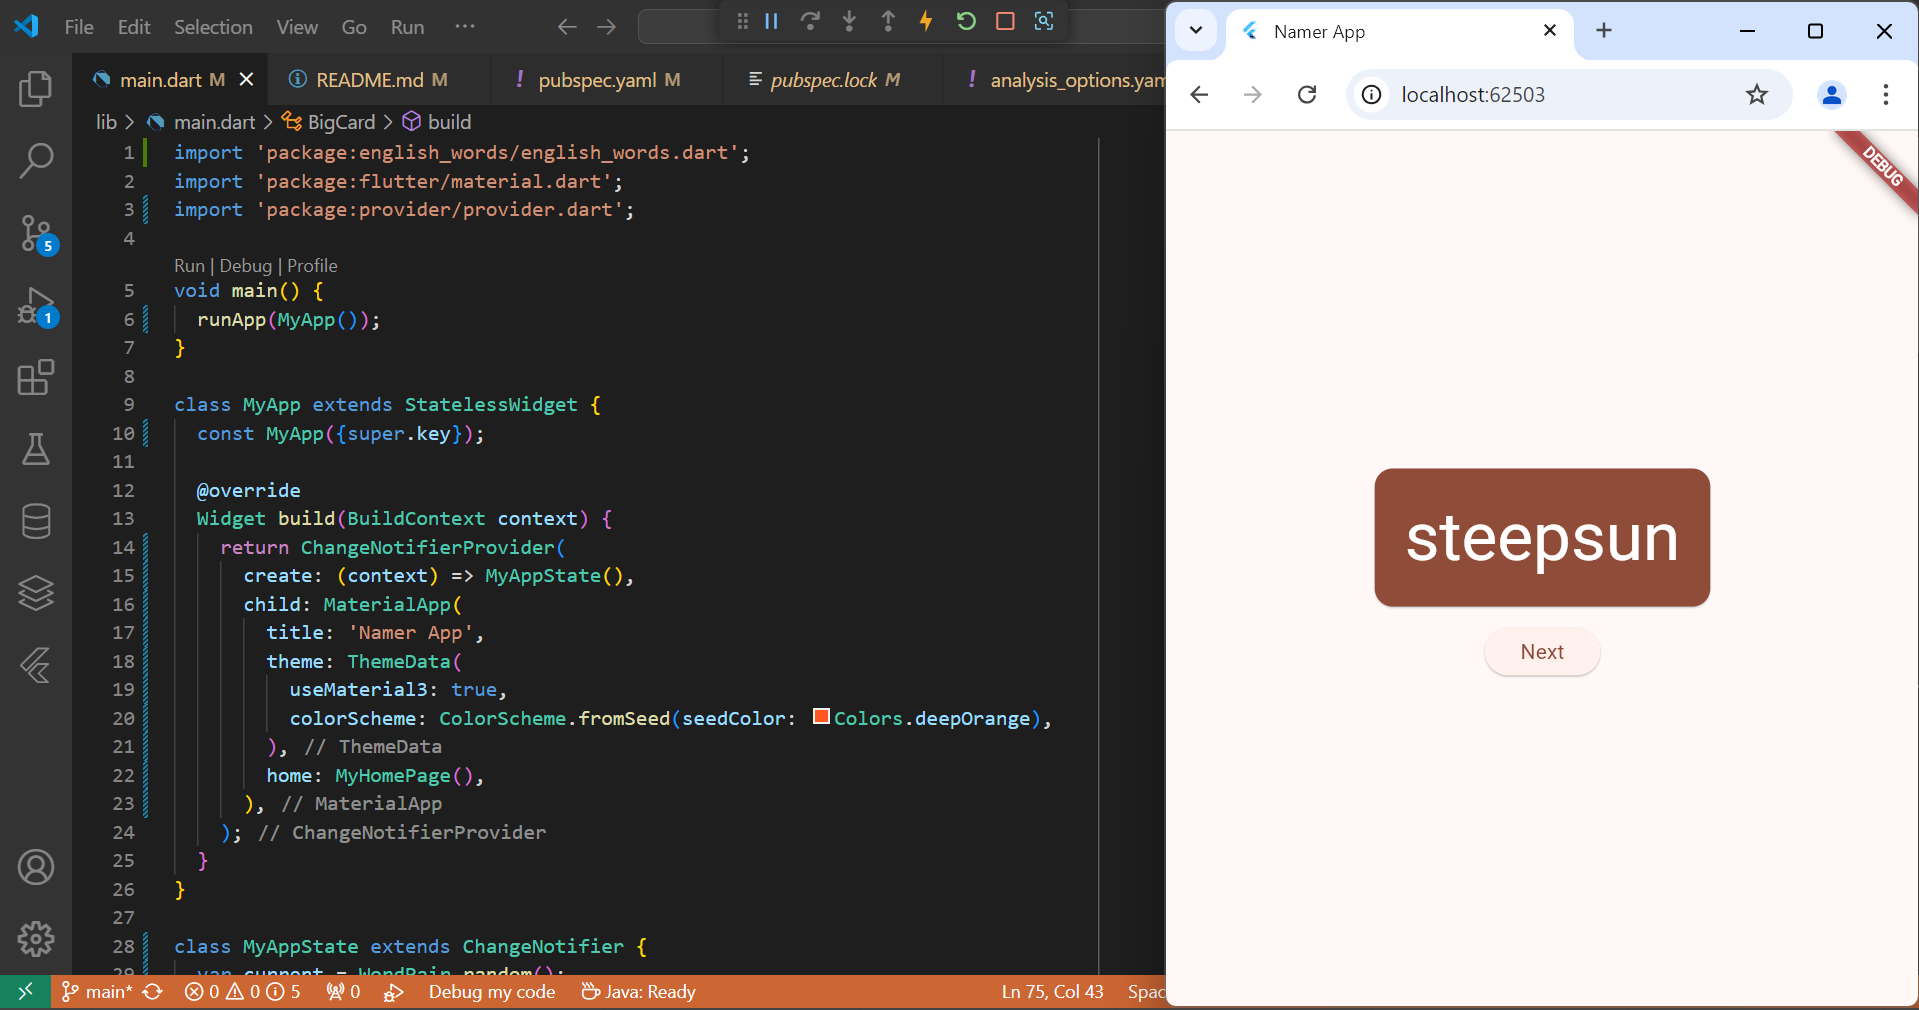 File Edit Selection View Go Run ···
main.dart M
README.md M
! pubspec.yaml M
pubspec.lock M
! analysis_options.yam
lib > main.dart > BigCard > build
1 import 'package:english_words/english_words.dart';
2 import 'package:flutter/material.dart';
3 import 'package:provider/provider.dart';
4
Run | Debug | Profile
5 void main() {
6 runApp(MyApp());
7 }
8
9 class MyApp extends StatelessWidget {
10 const MyApp({super.key});
11
12 @override
13 Widget build(BuildContext context) {
14 return ChangeNotifierProvider(
15 create: (context) => MyAppState(),
16 child: MaterialApp(
17 title: 'Namer App',
18 theme: ThemeData(
19 useMaterial3: true,
20 colorScheme: ColorScheme.fromSeed(seedColor: Colors.deepOrange),
21 ), // ThemeData
22 home: MyHomePage(),
23 ), // MaterialApp
24 ); // ChangeNotifierProvider
25 }
26 }
27
28 class MyAppState extends ChangeNotifier {
29 var current = WordPair.random();
5
1
main* 0 0 5 0 Debug my code Java: Ready Ln 75, Col 43 Spac
Namer App
localhost:62503
DEBUG
steepsun
Next